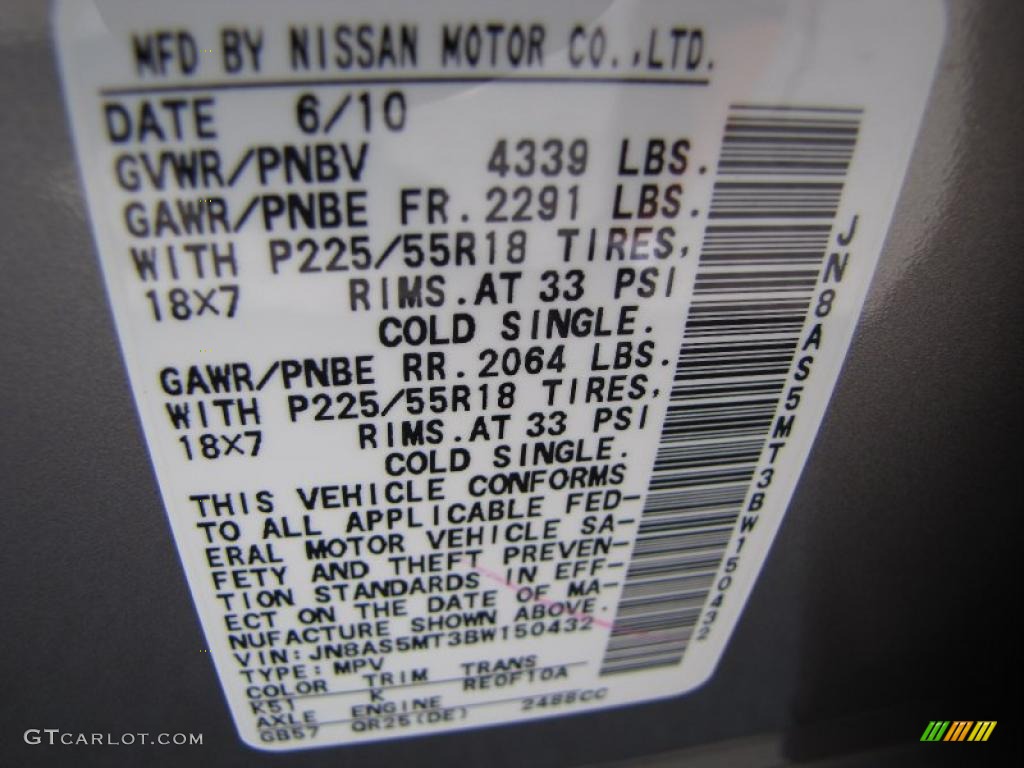 MFD BY NISSAN MOTOR CO.,LTD.
DATE 6/10
GVWR/PNBV 4339 LBS.
GAWR/PNBE FR. 2291 LBS.
WITH P225/55R18 TIRES,
18X7 RIMS. AT 33 PSI
COLD SINGLE.
GAWR/PNBE RR. 2064 LBS.
WITH P225/55R18 TIRES,
18X7 RIMS. AT 33 PSI
COLD SINGLE.
THIS VEHICLE CONFORMS
TO ALL APPLICABLE FED-
ERAL MOTOR VEHICLE SA-
FETY AND THEFT PREVEN-
TION STANDARDS IN EFF-
ECT ON THE DATE OF MA-
NUFACTURE SHOWN ABOVE.
VIN: JN8AS5MT3BW150432
TYPE: MPV
COLOR TRIM TRANS
K51 K RE0F10A
AXLE ENGINE
GB57 QR25(DE) 2488CC
JN8AS5MT3BW150432
GTCARLOT.COM